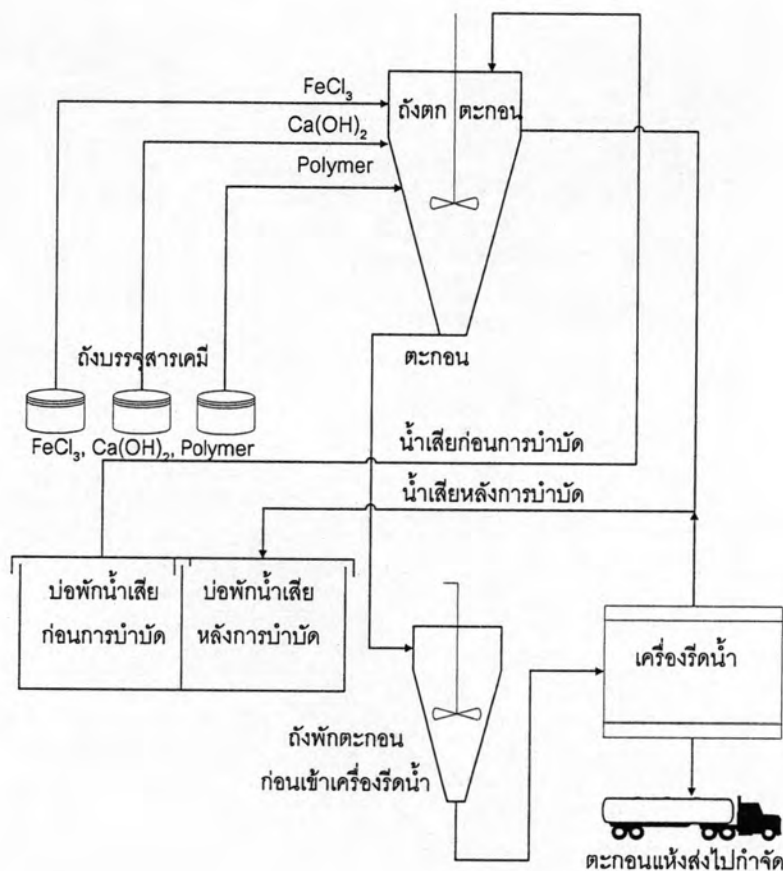 FeCl₃
ถังตก ตะกอน
Ca(OH)₂
Polymer
ตะกอน
ถังบรรจุสารเคมี
FeCl₃, Ca(OH)₂, Polymer
น้ำเสียก่อนการบำบัด
น้ำเสียหลังการบำบัด
บ่อพักน้ำเสีย
ก่อนการบำบัด
บ่อพักน้ำเสีย
หลังการบำบัด
เครื่องรีดน้ำ
ถังพักตะกอน
ก่อนเข้าเครื่องรีดน้ำ
ตะกอนแห้งส่งไปกำจัด